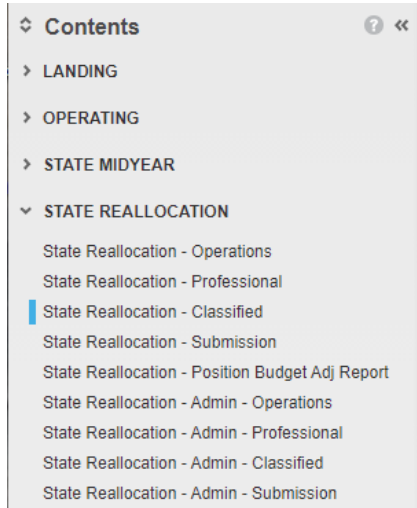 Contents
LANDING
OPERATING
STATE MIDYEAR
STATE REALLOCATION
State Reallocation - Operations
State Reallocation - Professional
State Reallocation - Classified
State Reallocation - Submission
State Reallocation - Position Budget Adj Report
State Reallocation - Admin - Operations
State Reallocation - Admin - Professional
State Reallocation - Admin - Classified
State Reallocation - Admin - Submission